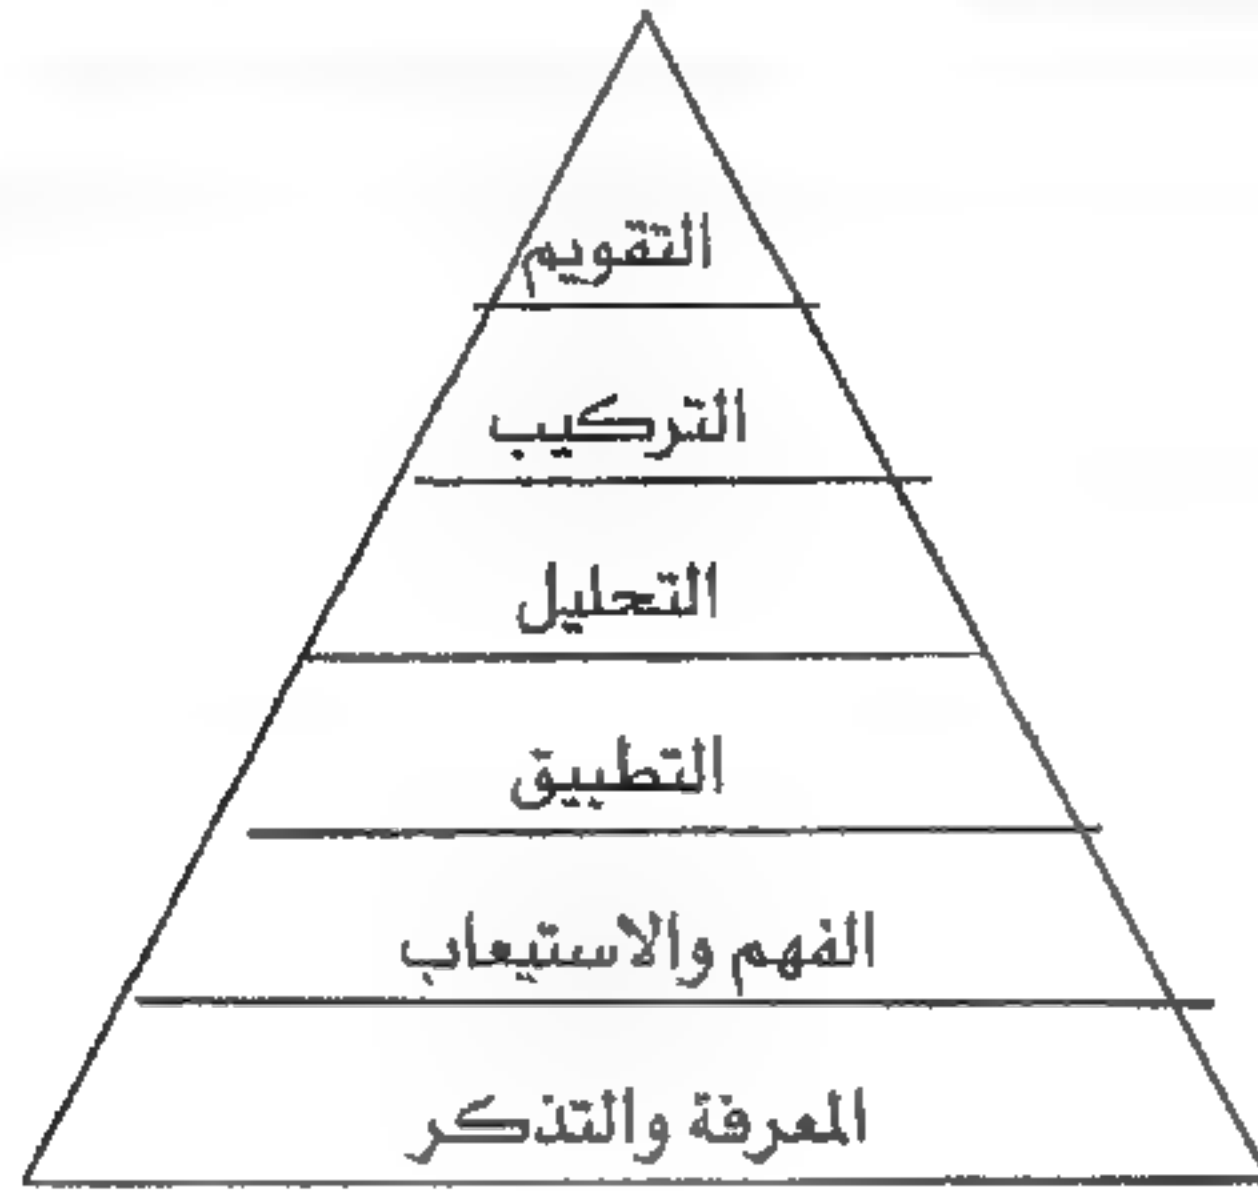 التقويم
التركيب
التحليل
التطبيق
الفهم والاستيعاب
المعرفة والتذكر